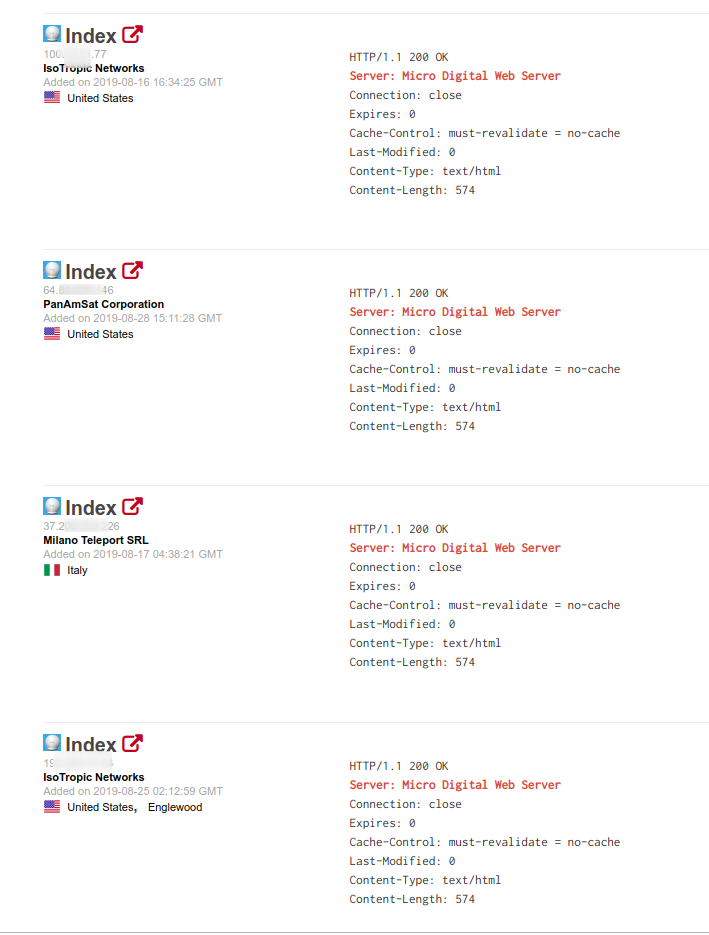 Index
100. .77
IsoTropic Networks
Added on 2019-08-16 16:34:25 GMT
United States
HTTP/1.1 200 OK
Server: Micro Digital Web Server
Connection: close
Expires: 0
Cache-Control: must-revalidate = no-cache
Last-Modified: 0
Content-Type: text/html
Content-Length: 574
Index
64. 46
PanAmSat Corporation
Added on 2019-08-28 15:11:28 GMT
United States
HTTP/1.1 200 OK
Server: Micro Digital Web Server
Connection: close
Expires: 0
Cache-Control: must-revalidate = no-cache
Last-Modified: 0
Content-Type: text/html
Content-Length: 574
Index
37.2 26
Milano Teleport SRL
Added on 2019-08-17 04:38:21 GMT
Italy
HTTP/1.1 200 OK
Server: Micro Digital Web Server
Connection: close
Expires: 0
Cache-Control: must-revalidate = no-cache
Last-Modified: 0
Content-Type: text/html
Content-Length: 574
Index
19
IsoTropic Networks
Added on 2019-08-25 02:12:59 GMT
United States, Englewood
HTTP/1.1 200 OK
Server: Micro Digital Web Server
Connection: close
Expires: 0
Cache-Control: must-revalidate = no-cache
Last-Modified: 0
Content-Type: text/html
Content-Length: 574